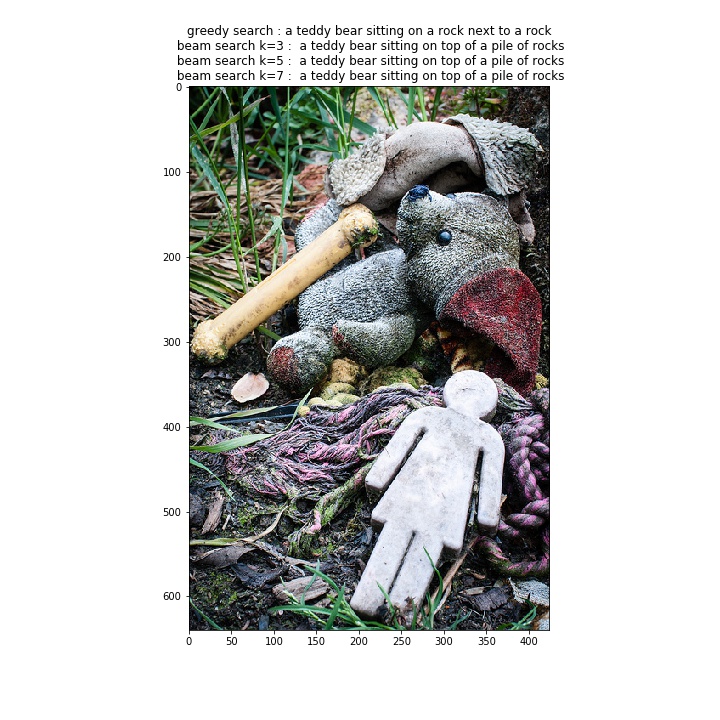 greedy search : a teddy bear sitting on a rock next to a rock
beam search k=3 :  a teddy bear sitting on top of a pile of rocks
beam search k=5 :  a teddy bear sitting on top of a pile of rocks
beam search k=7 :  a teddy bear sitting on top of a pile of rocks
0
100
200
300
400
500
600
0 50 100 150 200 250 300 350 400